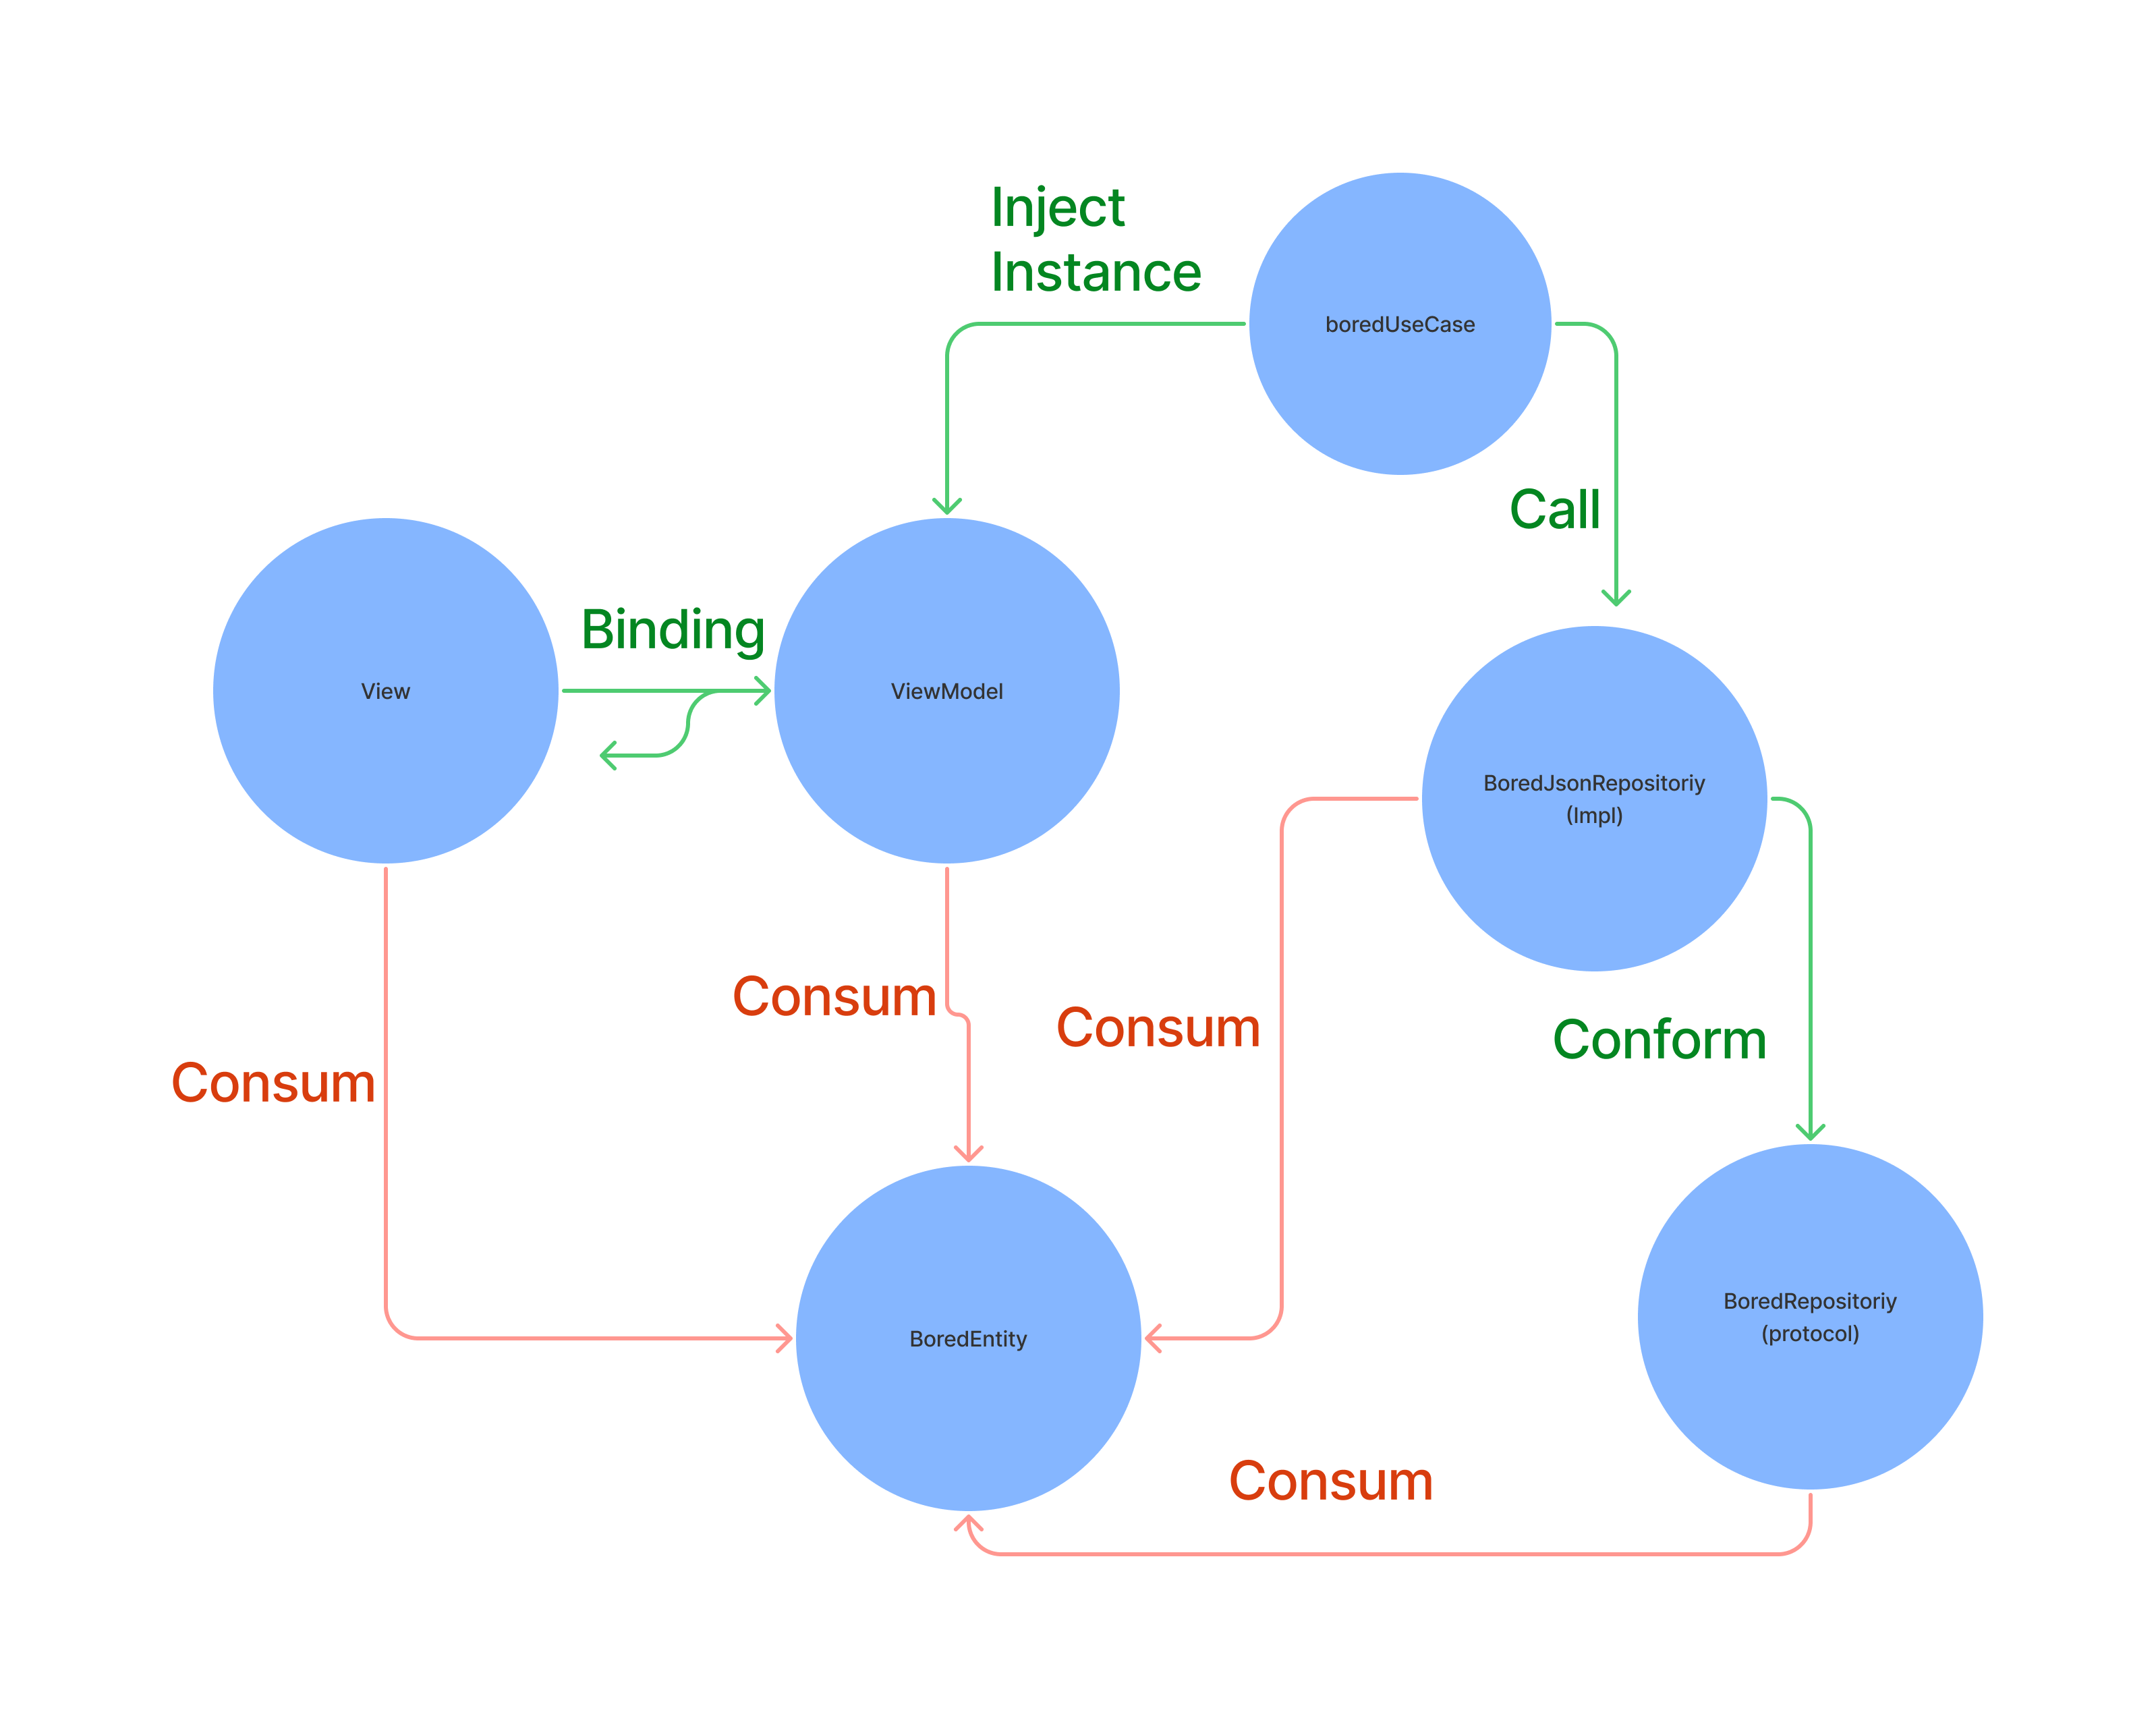 Inject
Instance
boredUseCase
Call
Binding
View
ViewModel
BoredJsonRepositoriy
(Impl)
Consum
Consum
Conform
Consum
BoredRepositoriy
(protocol)
BoredEntity
Consum